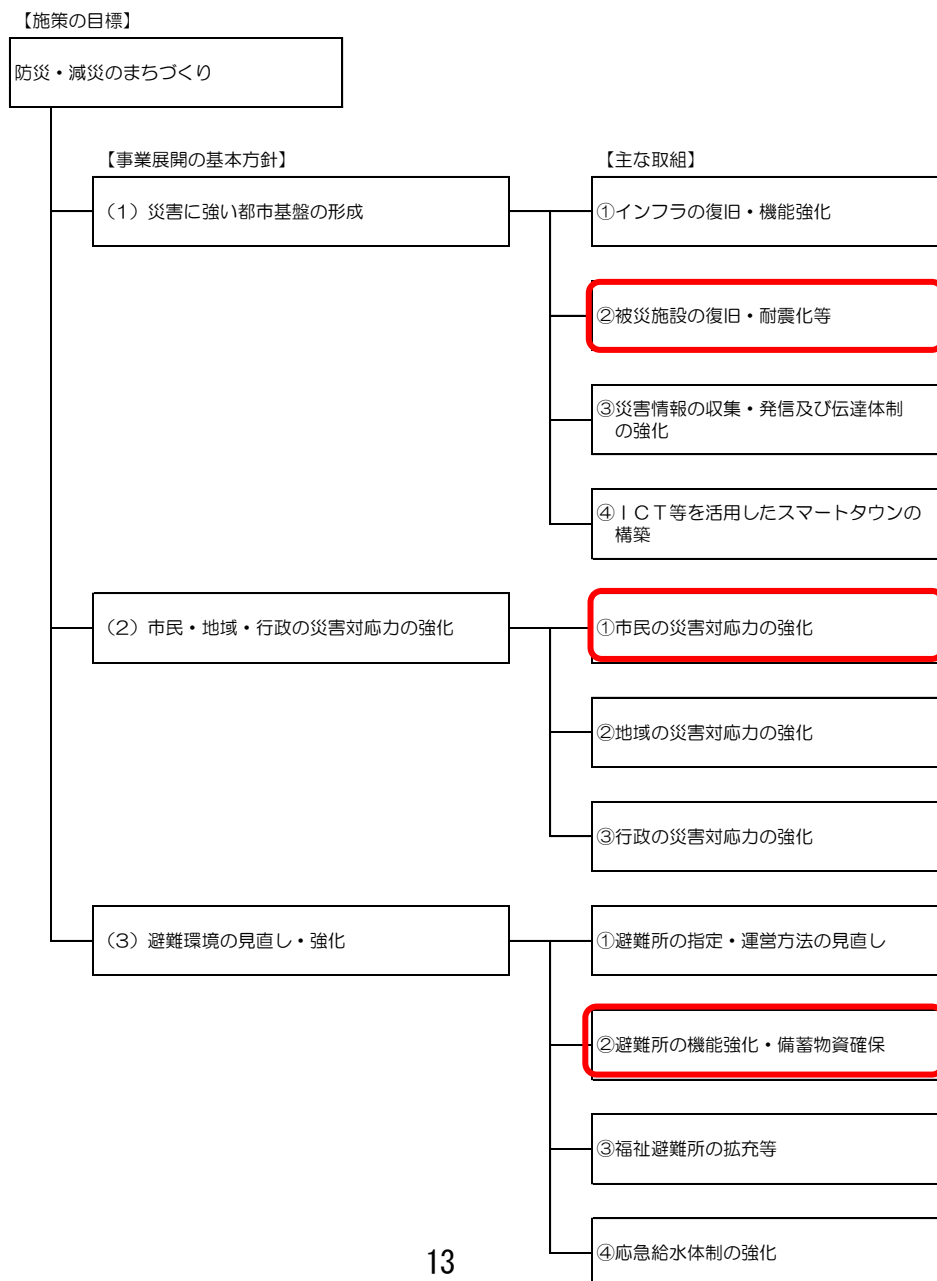 【施策の目標】
防災・減災のまちづくり
【事業展開の基本方針】
【主な取組】
（1）災害に強い都市基盤の形成
①インフラの復旧・機能強化
②被災施設の復旧・耐震化等
③災害情報の収集・発信及び伝達体制
の強化
④ＩＣＴ等を活用したスマートタウンの
構築
（2）市民・地域・行政の災害対応力の強化
①市民の災害対応力の強化
②地域の災害対応力の強化
③行政の災害対応力の強化
（3）避難環境の見直し・強化
①避難所の指定・運営方法の見直し
②避難所の機能強化・備蓄物資確保
③福祉避難所の拡充等
④応急給水体制の強化
13